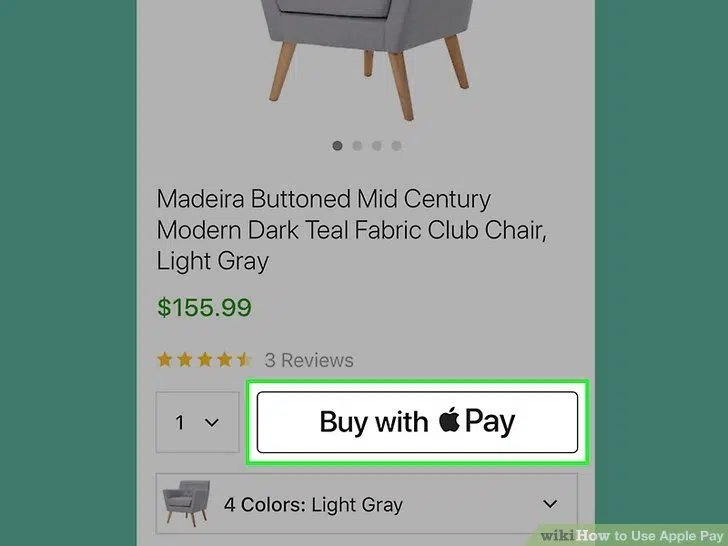 Madeira Buttoned Mid Century
Modern Dark Teal Fabric Club Chair,
Light Gray
$155.99
3 Reviews
1
Buy with Pay
4 Colors: Light Gray
wikiHow to Use Apple Pay